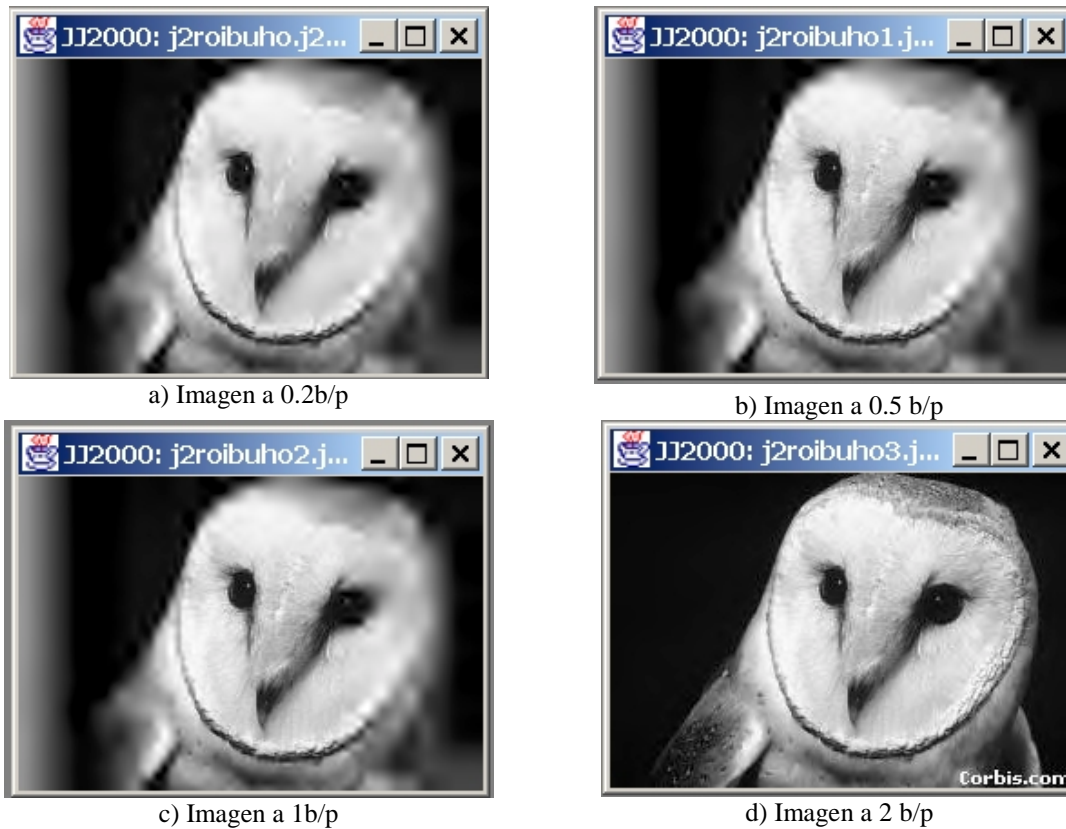 JJ2000: j2roibuho.j2...
JJ2000: j2roibuho1.j...
a) Imagen a 0.2b/p
b) Imagen a 0.5 b/p
JJ2000: j2roibuho2.j...
JJ2000: j2roibuho3.j...
Corbis.com
c) Imagen a 1b/p
d) Imagen a 2 b/p